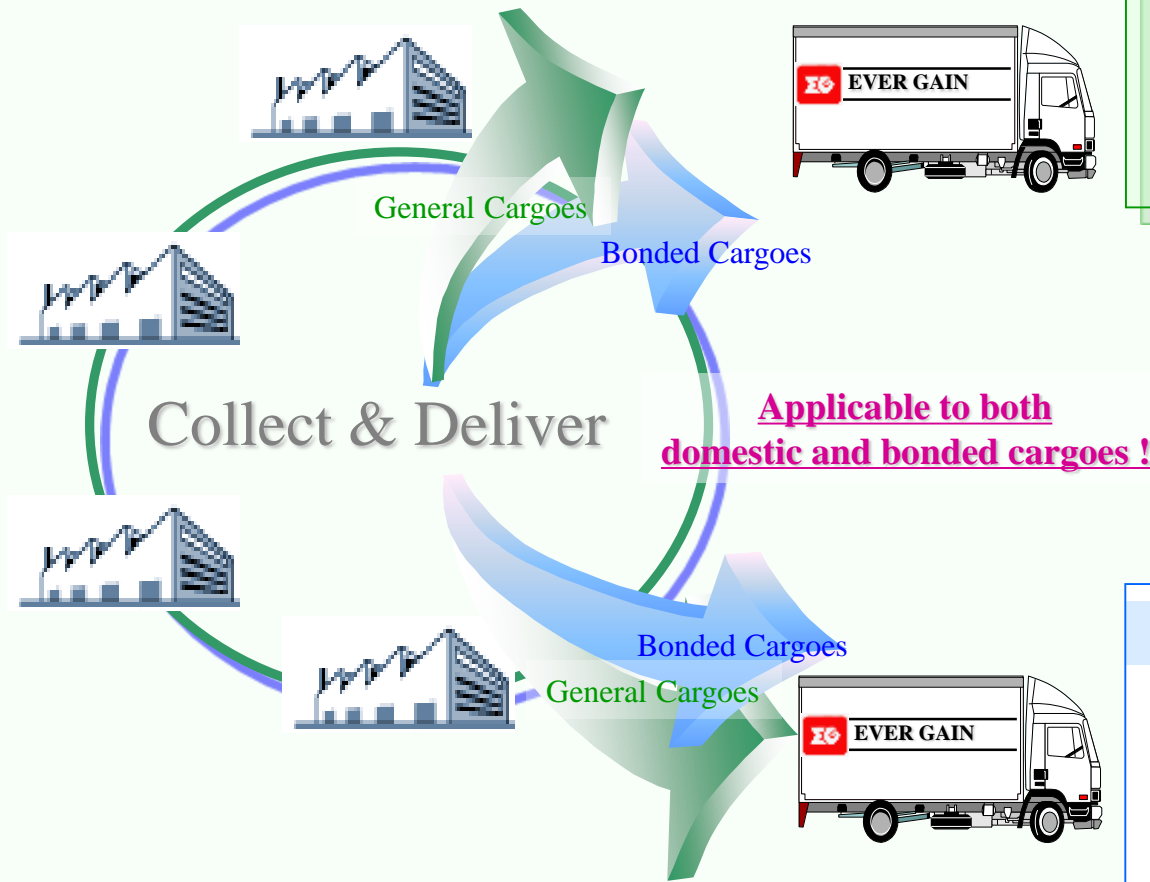 EVER GAIN
General Cargoes
Bonded Cargoes
Collect & Deliver
Applicable to both
domestic and bonded cargoes !
Bonded Cargoes
General Cargoes
EVER GAIN